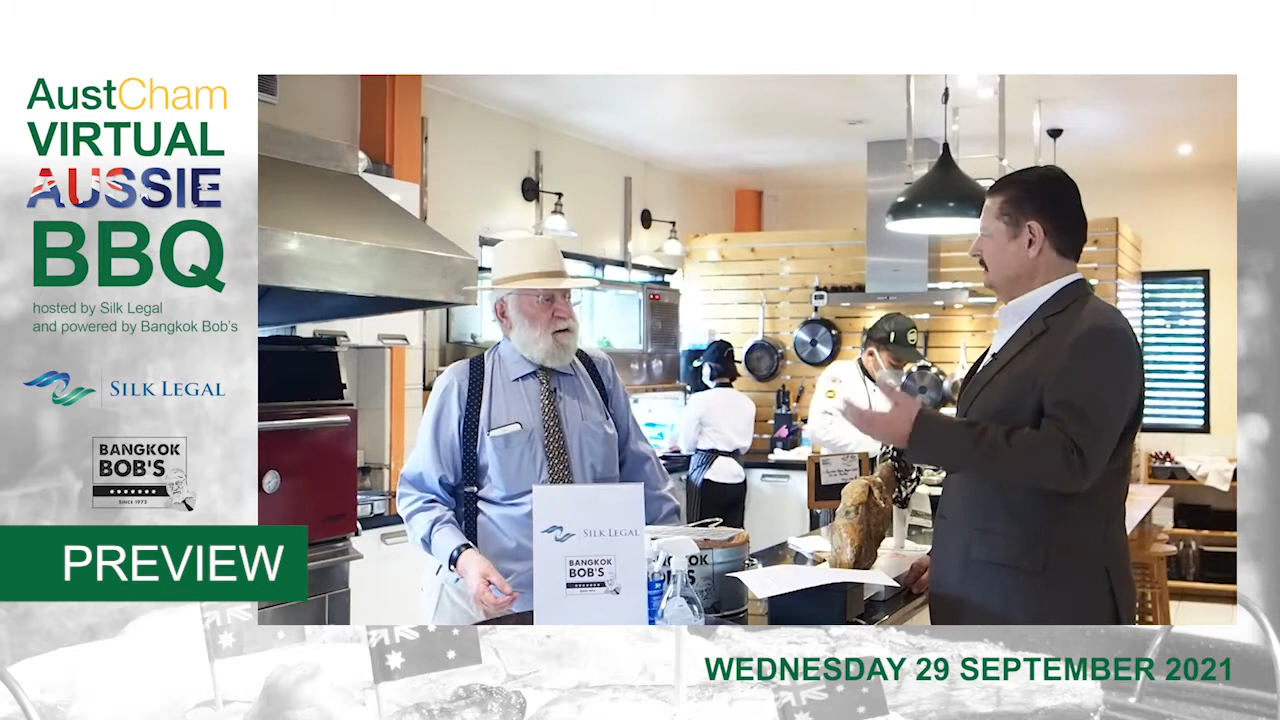 AustCham
VIRTUAL
AUSSIE
BBQ
hosted by Silk Legal
and powered by Bangkok Bob's
SILK LEGAL
BANGKOK
BOB'S
SINCE 1972
PREVIEW
SILK LEGAL
BANGKOK
BOB'S
WEDNESDAY 29 SEPTEMBER 2021